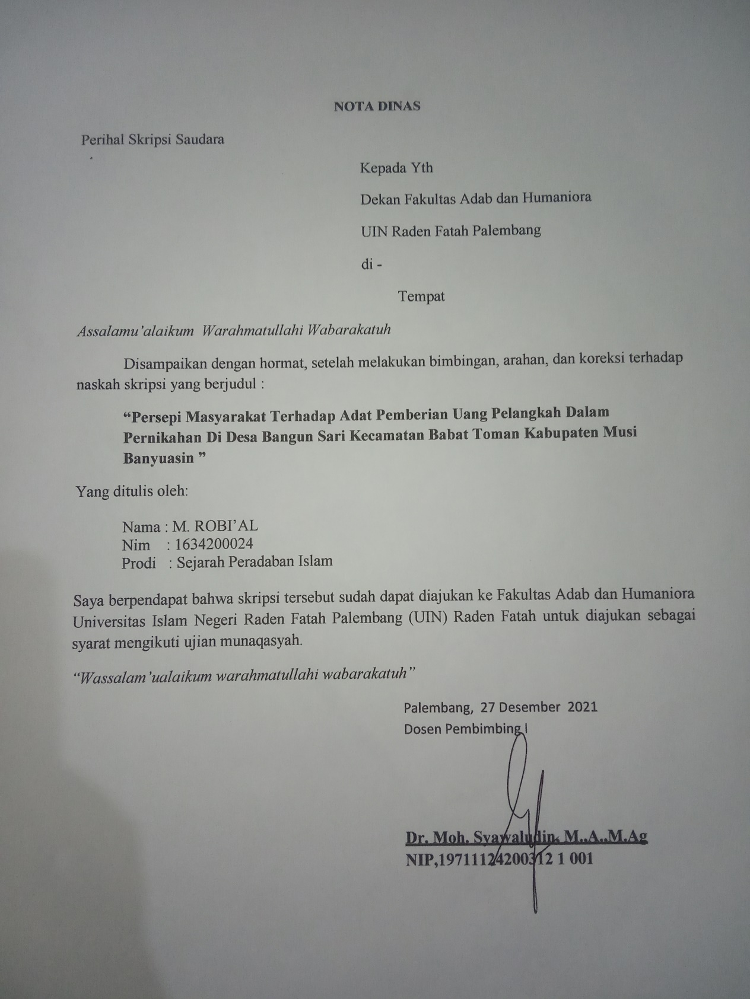 NOTA DINAS
Perihal Skripsi Saudara
Kepada Yth
Dekan Fakultas Adab dan Humaniora
UIN Raden Fatah Palembang
di -
Tempat
Assalamu’alaikum Warahmatullahi Wabarakatuh
Disampaikan dengan hormat, setelah melakukan bimbingan, arahan, dan koreksi terhadap
naskah skripsi yang berjudul :
“Persepi Masyarakat Terhadap Adat Pemberian Uang Pelangkah Dalam
Pernikahan Di Desa Bangun Sari Kecamatan Babat Toman Kabupaten Musi
Banyuasin ”
Yang ditulis oleh:
Nama : M. ROBI’AL
Nim : 1634200024
Prodi : Sejarah Peradaban Islam
Saya berpendapat bahwa skripsi tersebut sudah dapat diajukan ke Fakultas Adab dan Humaniora
Universitas Islam Negeri Raden Fatah Palembang (UIN) Raden Fatah untuk diajukan sebagai
syarat mengikuti ujian munaqasyah.
“Wassalam’ualaikum warahmatullahi wabarakatuh”
Palembang, 27 Desember 2021
Dosen Pembimbing I
Dr. Moh. Syawaludin. M..A..M.Ag
NIP,19711124200312 1 001